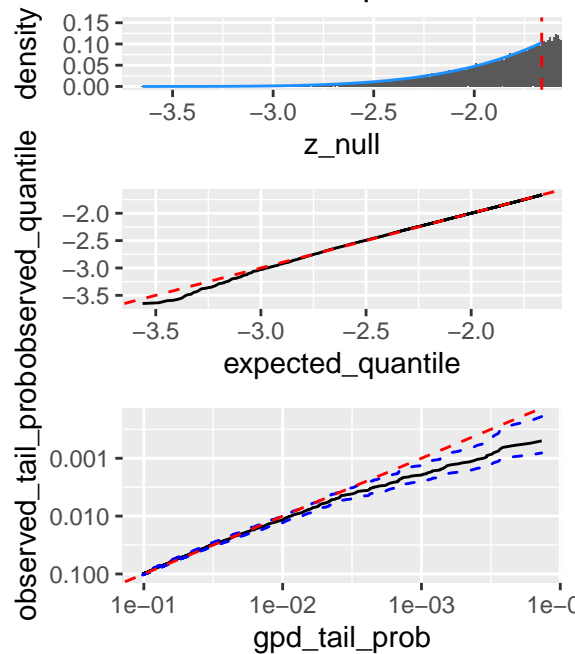 density
0.15
0.10
0.05
0.00
−3.5 −3.0 −2.5 −2.0
z_null
observed_quantile
−2.0
−2.5
−3.0
−3.5
−3.5 −3.0 −2.5 −2.0
expected_quantile
observed_tail_prob
0.001
0.010
0.100
1e−01 1e−02 1e−03 1e−0
gpd_tail_prob